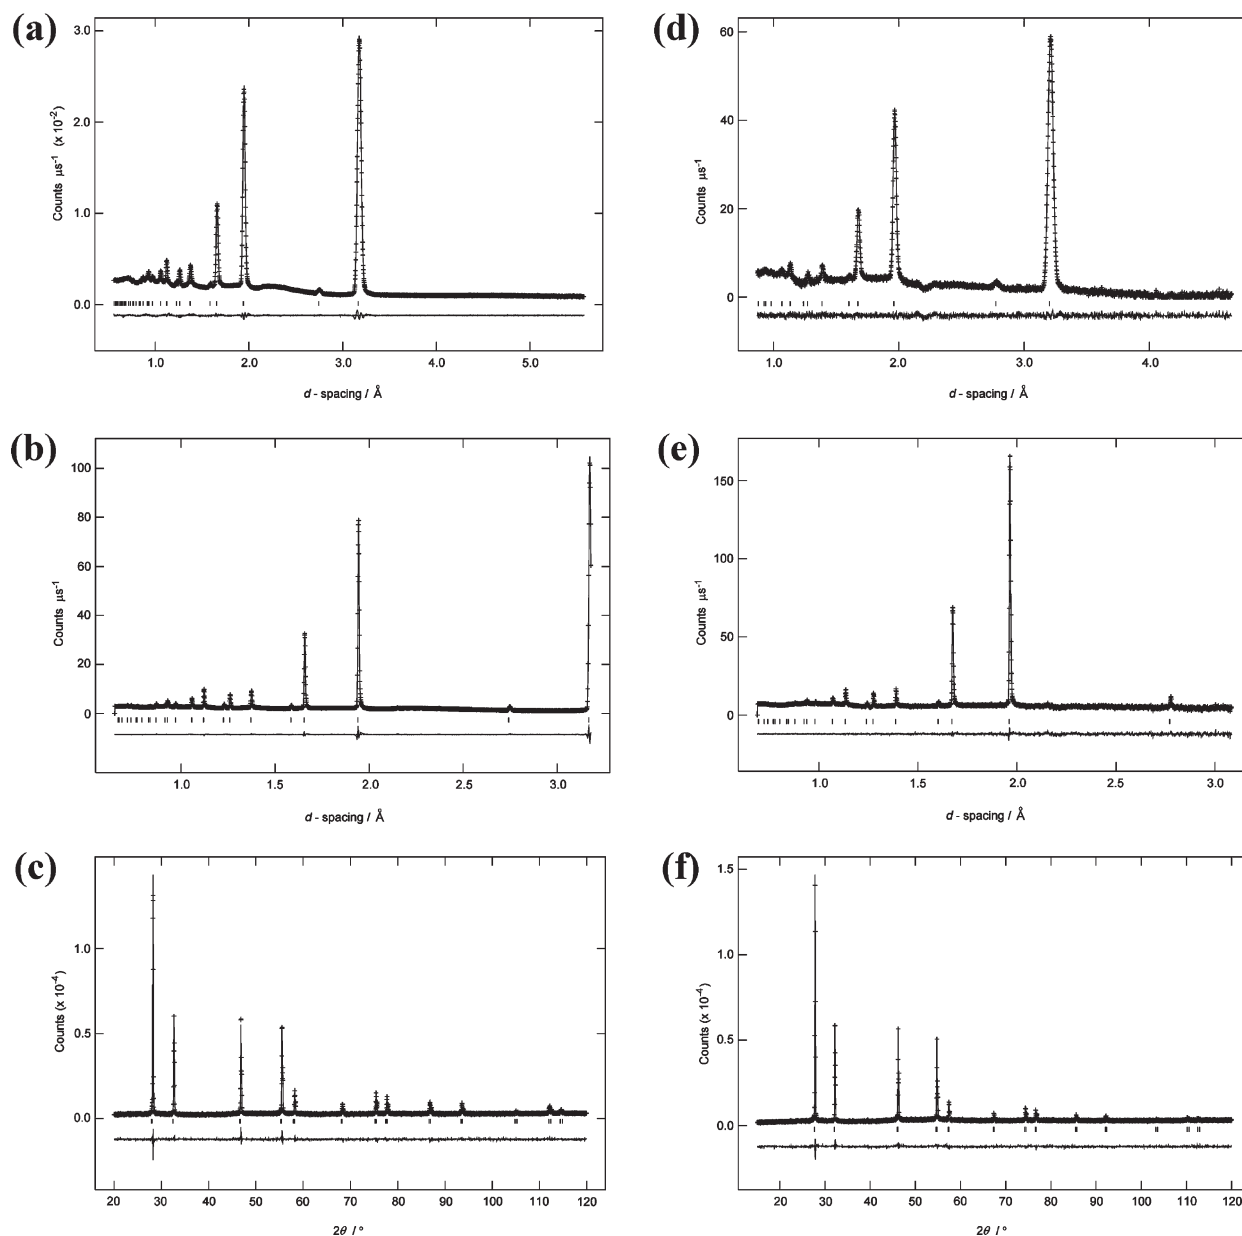 (a)
3.0
2.0
1.0
0.0
Counts μs⁻¹ (x 10⁻²)
1.0 2.0 3.0 4.0 5.0
d - spacing / Å
(d)
60
40
20
0
Counts μs⁻¹
1.0 2.0 3.0 4.0
d - spacing / Å
(b)
100
80
60
40
20
0
Counts μs⁻¹
1.0 1.5 2.0 2.5 3.0
d - spacing / Å
(e)
150
100
50
0
Counts μs⁻¹
1.0 1.5 2.0 2.5 3.0
d - spacing / Å
(c)
1.0
0.5
0.0
Counts (x 10⁻⁴)
20 30 40 50 60 70 80 90 100 110 120
2θ / °
(f)
1.5
1.0
0.5
0.0
Counts (x 10⁻⁴)
20 30 40 50 60 70 80 90 100 110 120
2θ / °